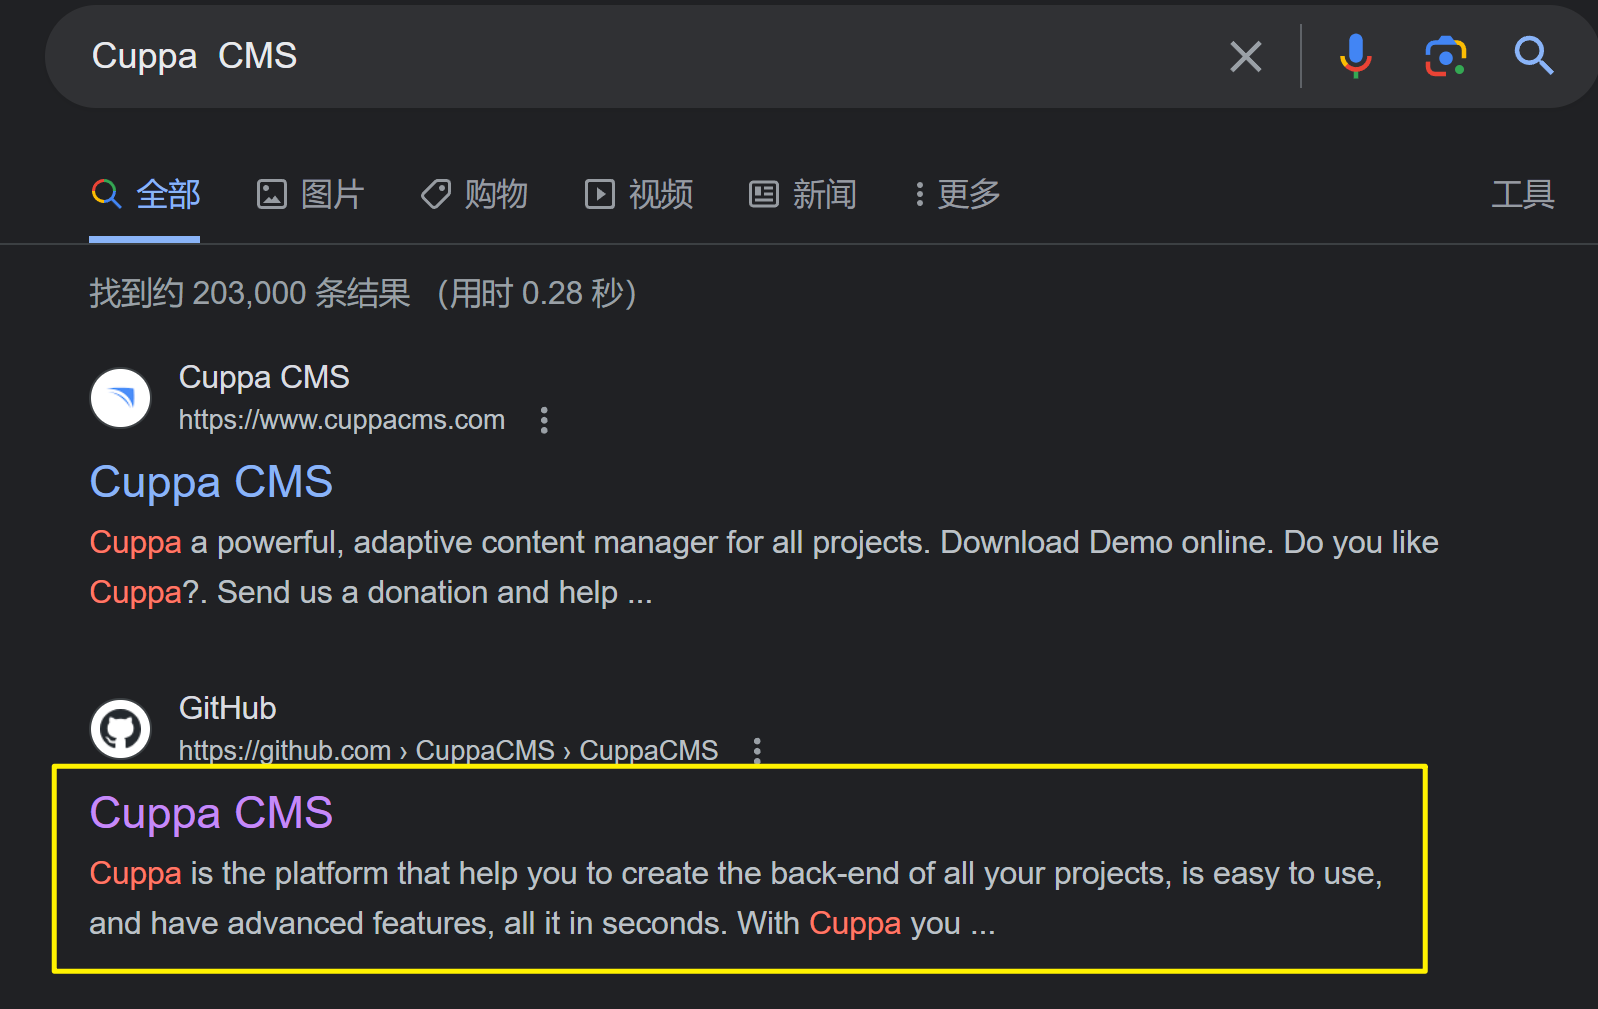 Cuppa  CMS
全部 图片 购物 视频 新闻 更多 工具
找到约 203,000 条结果 （用时 0.28 秒）
Cuppa CMS
https://www.cuppacms.com
Cuppa CMS
Cuppa a powerful, adaptive content manager for all projects. Download Demo online. Do you like
Cuppa?. Send us a donation and help ...
GitHub
https://github.com › CuppaCMS › CuppaCMS
Cuppa CMS
Cuppa is the platform that help you to create the back-end of all your projects, is easy to use,
and have advanced features, all it in seconds. With Cuppa you ...